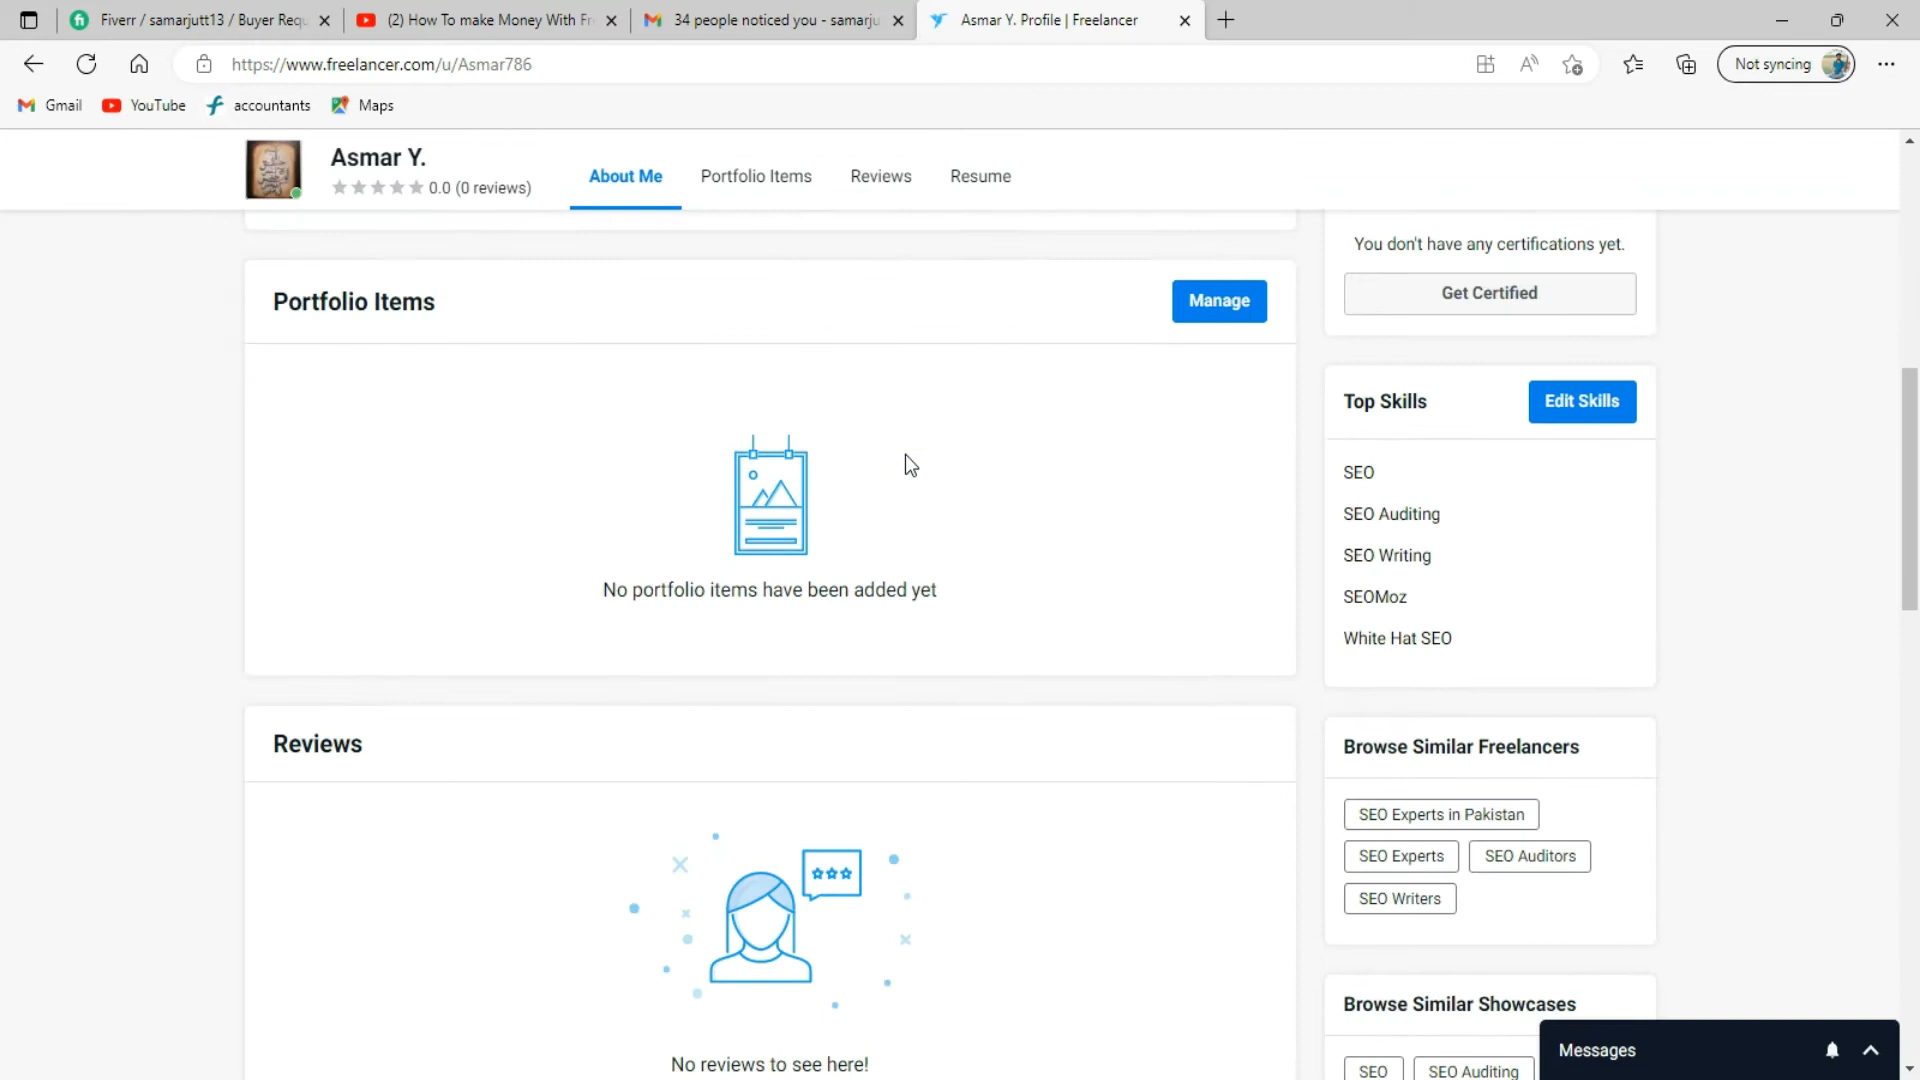 Fiverr / samarjutt13 / Buyer Requ
(2) How To make Money With Fr
34 people noticed you - samarju
Asmar Y. Profile | Freelancer
https://www.freelancer.com/u/Asmar786
Not syncing
Gmail
YouTube
accountants
Maps
Asmar Y.
0.0 (0 reviews)
About Me
Portfolio Items
Reviews
Resume
You don't have any certifications yet.
Get Certified
Portfolio Items
Manage
No portfolio items have been added yet
Top Skills
Edit Skills
SEO
SEO Auditing
SEO Writing
SEOMoz
White Hat SEO
Reviews
No reviews to see here!
Browse Similar Freelancers
SEO Experts in Pakistan
SEO Experts
SEO Auditors
SEO Writers
Browse Similar Showcases
SEO
SEO Auditing
Messages